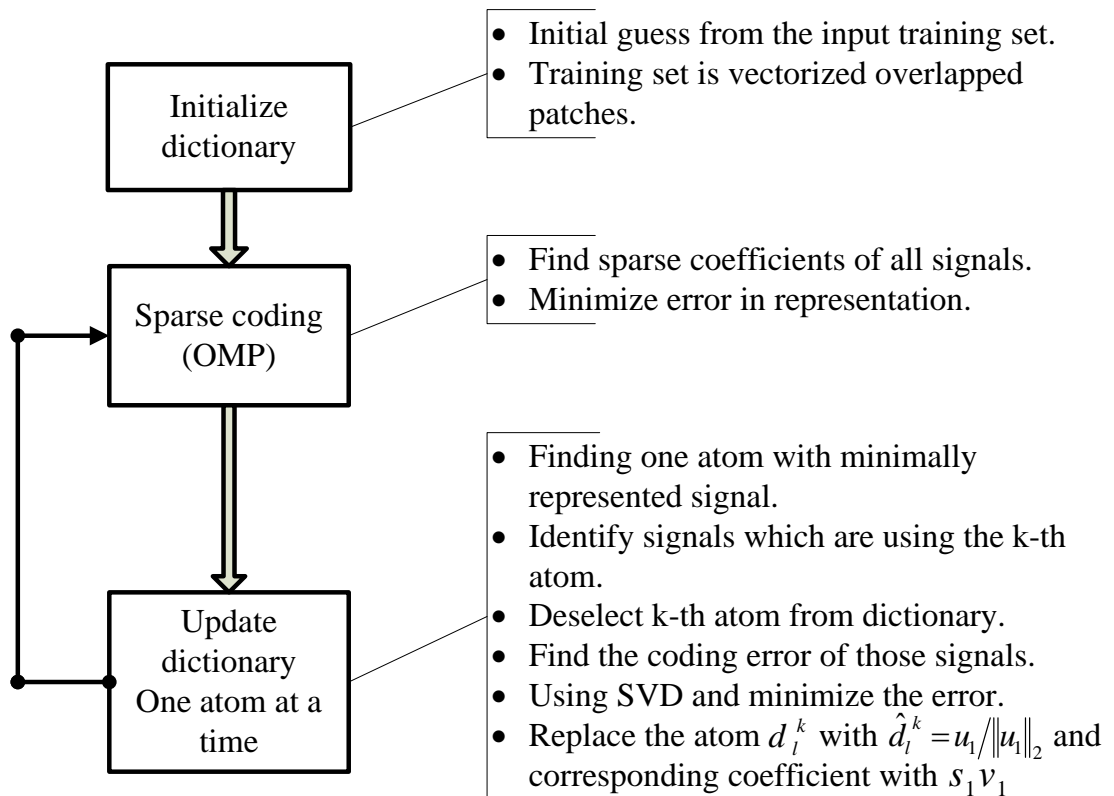 Initialize
dictionary
• Initial guess from the input training set.
• Training set is vectorized overlapped
patches.
Sparse coding
(OMP)
• Find sparse coefficients of all signals.
• Minimize error in representation.
Update
dictionary
One atom at a
time
• Finding one atom with minimally
represented signal.
• Identify signals which are using the k-th
atom.
• Deselect k-th atom from dictionary.
• Find the coding error of those signals.
• Using SVD and minimize the error.
• Replace the atom $d_l^k$ with $\hat{d}_l^k = u_1 / \|u_1\|_2$ and
corresponding coefficient with $s_1 v_1$